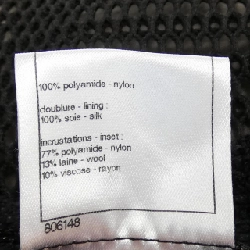 100% polyamide - nylon
doublure - lining :
100% soie - silk
incrustations - inset :
77% polyamide - nylon
13% laine - wool
10% viscose - rayon
806148